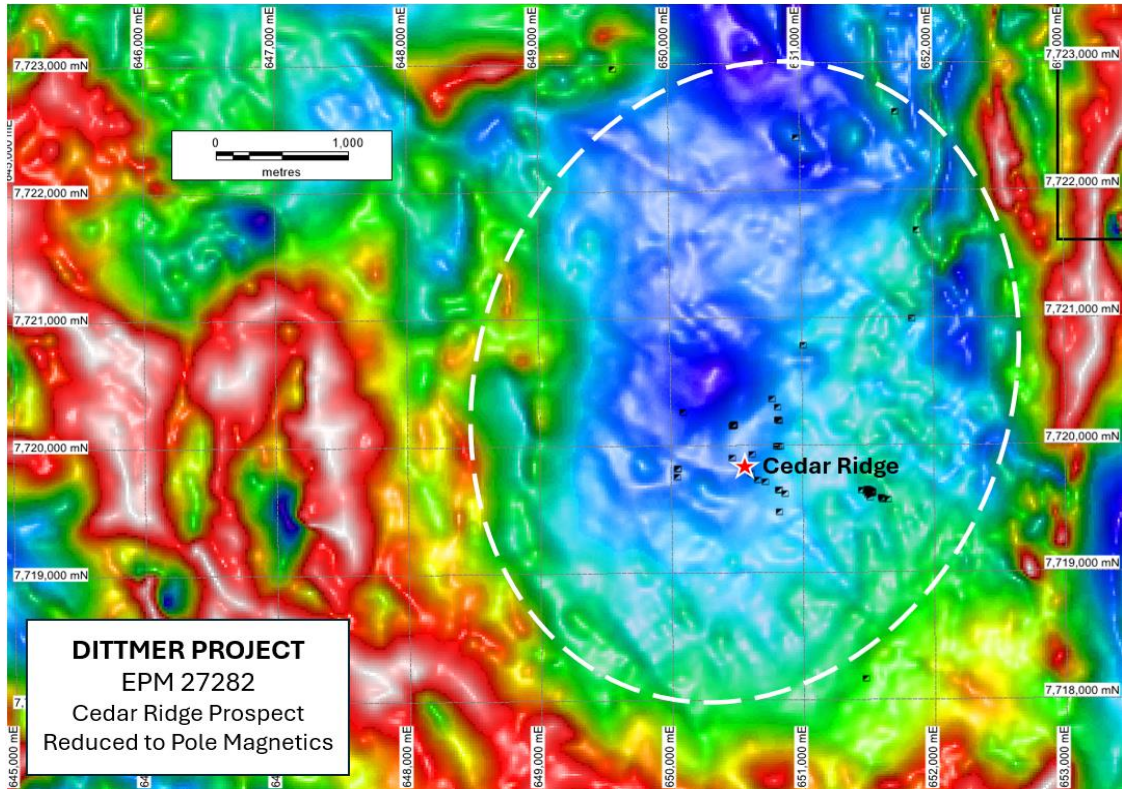 646,000 mE
647,000 mE
648,000 mE
649,000 mE
650,000 mE
651,000 mE
652,000 mE
7,723,000 mN
7,723,000 mN
0 1,000
metres
7,722,000 mN
7,722,000 mN
7,721,000 mN
7,721,000 mN
7,720,000 mN
7,720,000 mN
Cedar Ridge
7,719,000 mN
7,719,000 mN
DITTMER PROJECT
EPM 27282
Cedar Ridge Prospect
Reduced to Pole Magnetics
7,718,000 mN
645,000 mE
648,000 mE
649,000 mE
650,000 mE
651,000 mE
652,000 mE
653,000 mE